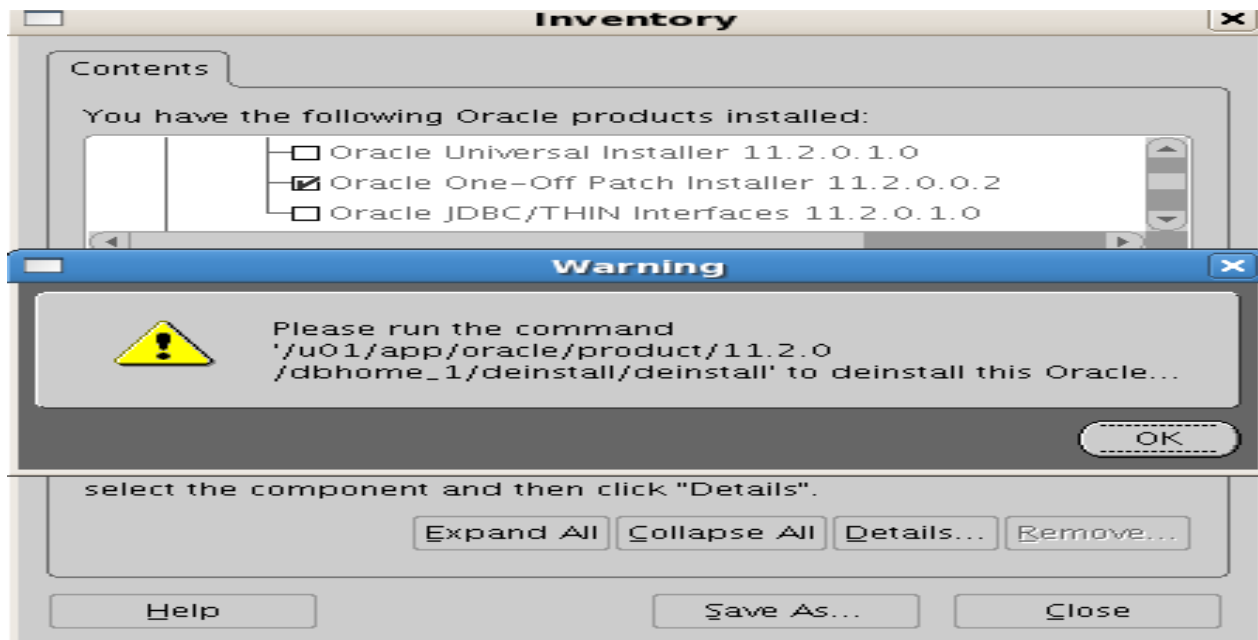 Inventory
Contents
You have the following Oracle products installed:
Oracle Universal Installer 11.2.0.1.0
Oracle One-Off Patch Installer 11.2.0.0.2
Oracle JDBC/THIN Interfaces 11.2.0.1.0
Warning
Please run the command
'/u01/app/oracle/product/11.2.0
/dbhome_1/deinstall/deinstall' to deinstall this Oracle...
OK
select the component and then click "Details".
Expand All Collapse All Details... Remove...
Help Save As... Close